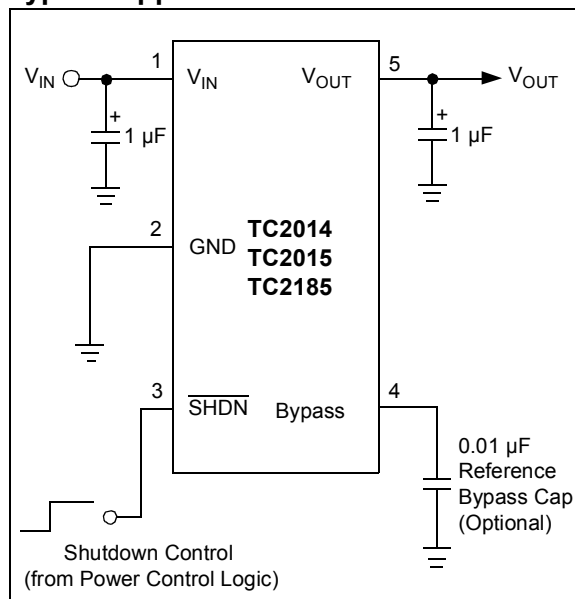 1
5
V_IN
V_IN
V_OUT
V_OUT
+
1 µF
+
1 µF
2
GND
TC2014
TC2015
TC2185
3
4
S̅H̅D̅N̅
Bypass
0.01 µF
Reference
Bypass Cap
(Optional)
Shutdown Control
(from Power Control Logic)